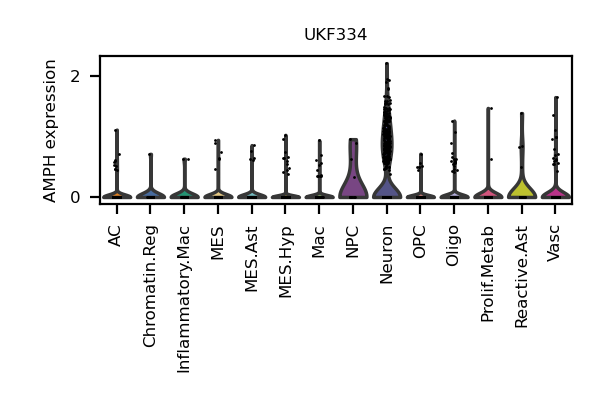 UKF334
AMPH expression
2
0
AC
Chromatin.Reg
Inflammatory.Mac
MES
MES.Ast
MES.Hyp
Mac
NPC
Neuron
OPC
Oligo
Prolif.Metab
Reactive.Ast
Vasc